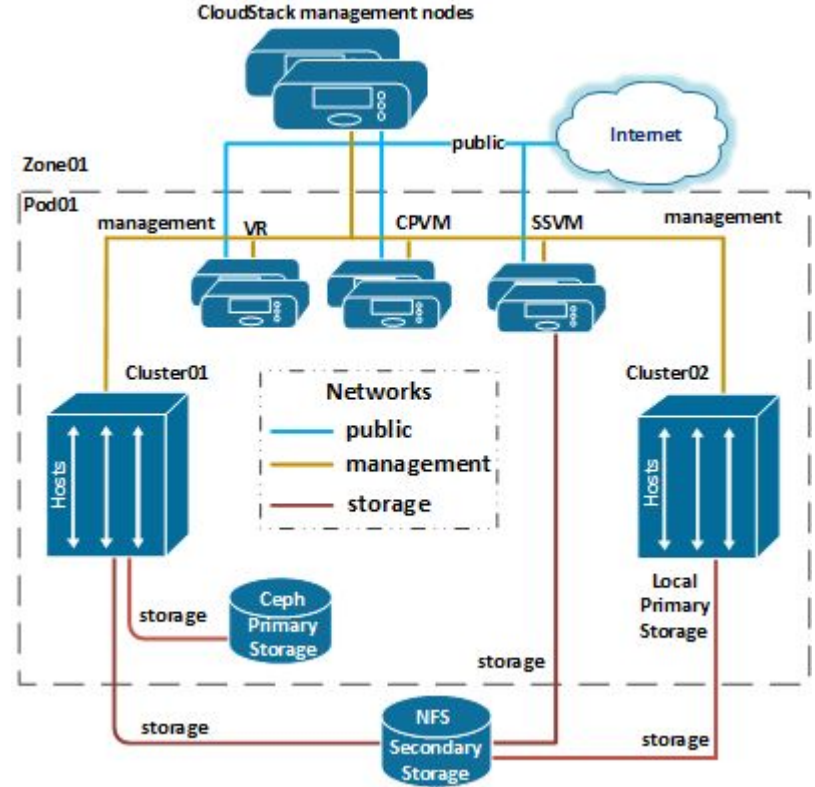 CloudStack management nodes
public
Internet
Zone01
Pod01
management
VR
CPVM
SSVM
management
Cluster01
Cluster02
Hosts
Networks
public
management
storage
Hosts
Local
Primary
Storage
storage
Ceph
Primary
Storage
storage
storage
NFS
Secondary
Storage
storage